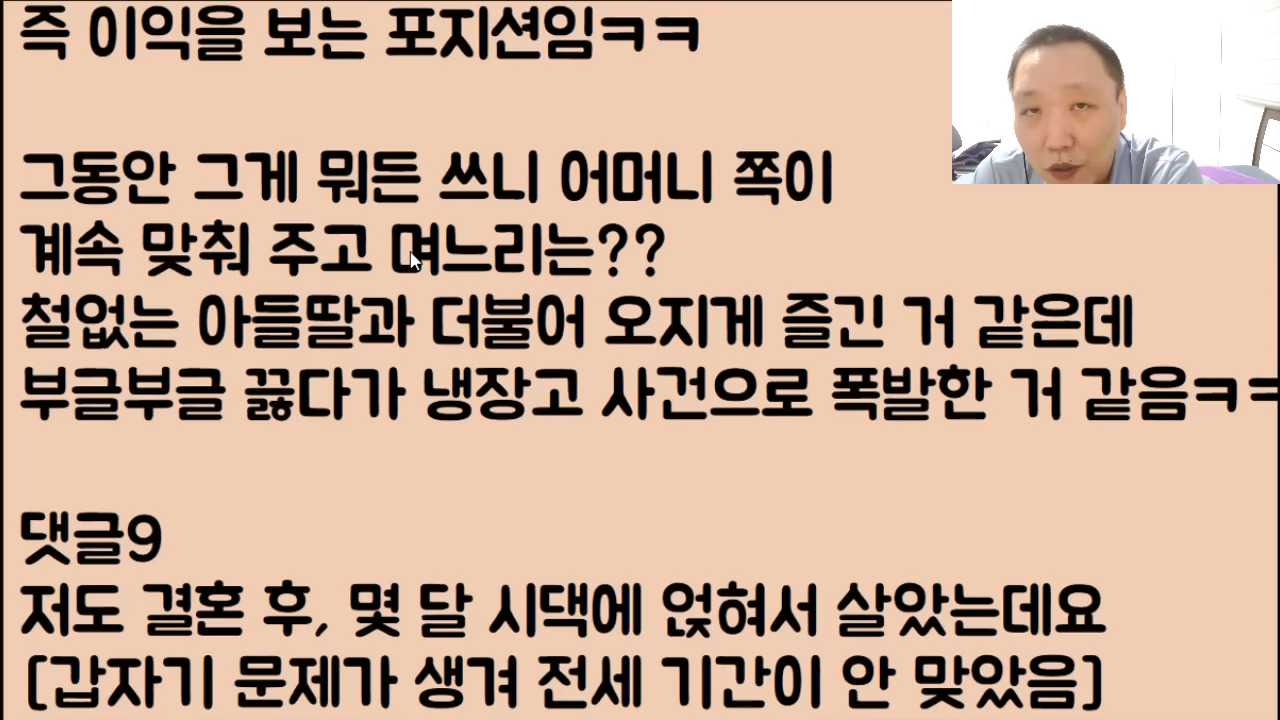 즉 이익을 보는 포지션임ㅋㅋ
그동안 그게 뭐든 쓰니 어머니 쪽이
계속 맞춰 주고 며느리는??
철없는 아들딸과 더불어 오지게 즐긴 거 같은데
부글부글 끓다가 냉장고 사건으로 폭발한 거 같음ㅋㅋ
댓글9
저도 결혼 후, 몇 달 시댁에 얹혀서 살았는데요
[갑자기 문제가 생겨 전세 기간이 안 맞았음]